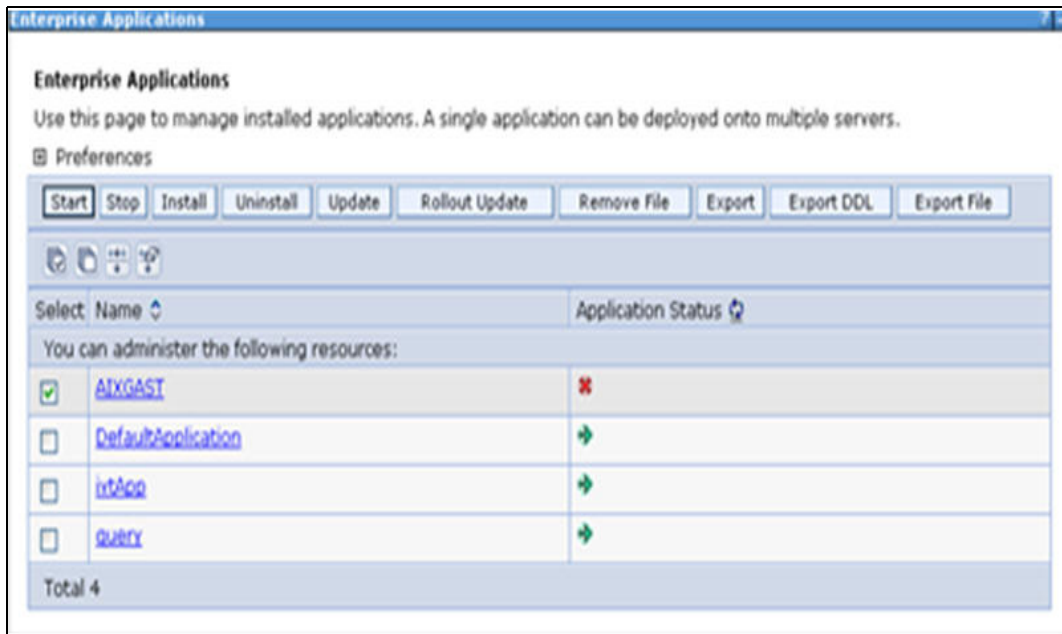 Enterprise Applications ?
Enterprise Applications
Use this page to manage installed applications. A single application can be deployed onto multiple servers.
Preferences
Start Stop Install Uninstall Update Rollout Update Remove File Export Export DDL Export File
Select Name Application Status
You can administer the following resources:
AIXGAST
DefaultApplication
ivtApp
query
Total 4